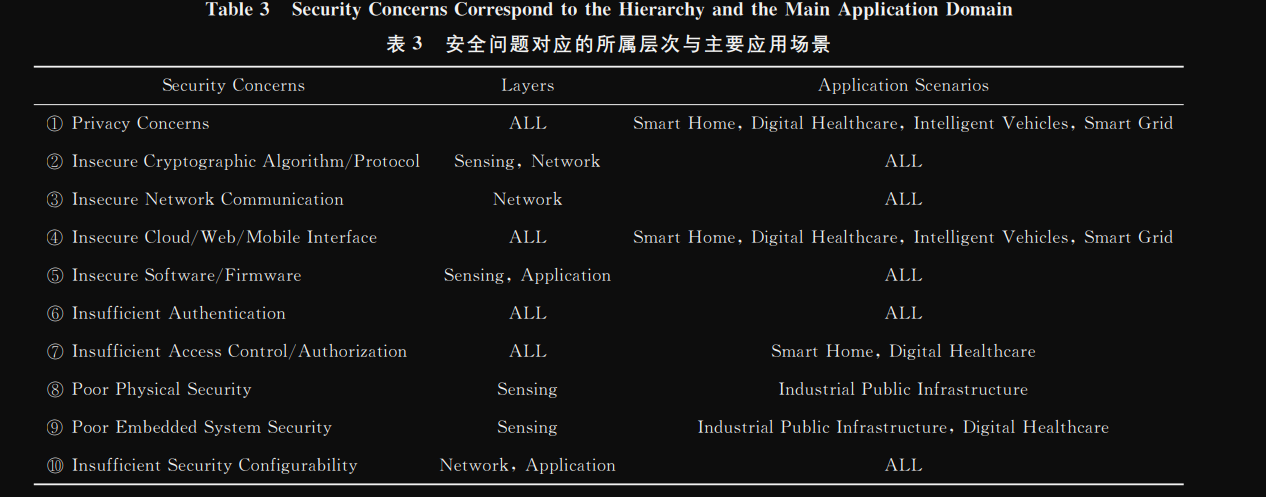 Table 3 Security Concerns Correspond to the Hierarchy and the Main Application Domain
表 3 安全问题对应的所属层次与主要应用场景
Security Concerns Layers Application Scenarios
① Privacy Concerns ALL Smart Home, Digital Healthcare, Intelligent Vehicles, Smart Grid
② Insecure Cryptographic Algorithm/Protocol Sensing, Network ALL
③ Insecure Network Communication Network ALL
④ Insecure Cloud/Web/Mobile Interface ALL Smart Home, Digital Healthcare, Intelligent Vehicles, Smart Grid
⑤ Insecure Software/Firmware Sensing, Application ALL
⑥ Insufficient Authentication ALL ALL
⑦ Insufficient Access Control/Authorization ALL Smart Home, Digital Healthcare
⑧ Poor Physical Security Sensing Industrial Public Infrastructure
⑨ Poor Embedded System Security Sensing Industrial Public Infrastructure, Digital Healthcare
⑩ Insufficient Security Configurability Network, Application ALL